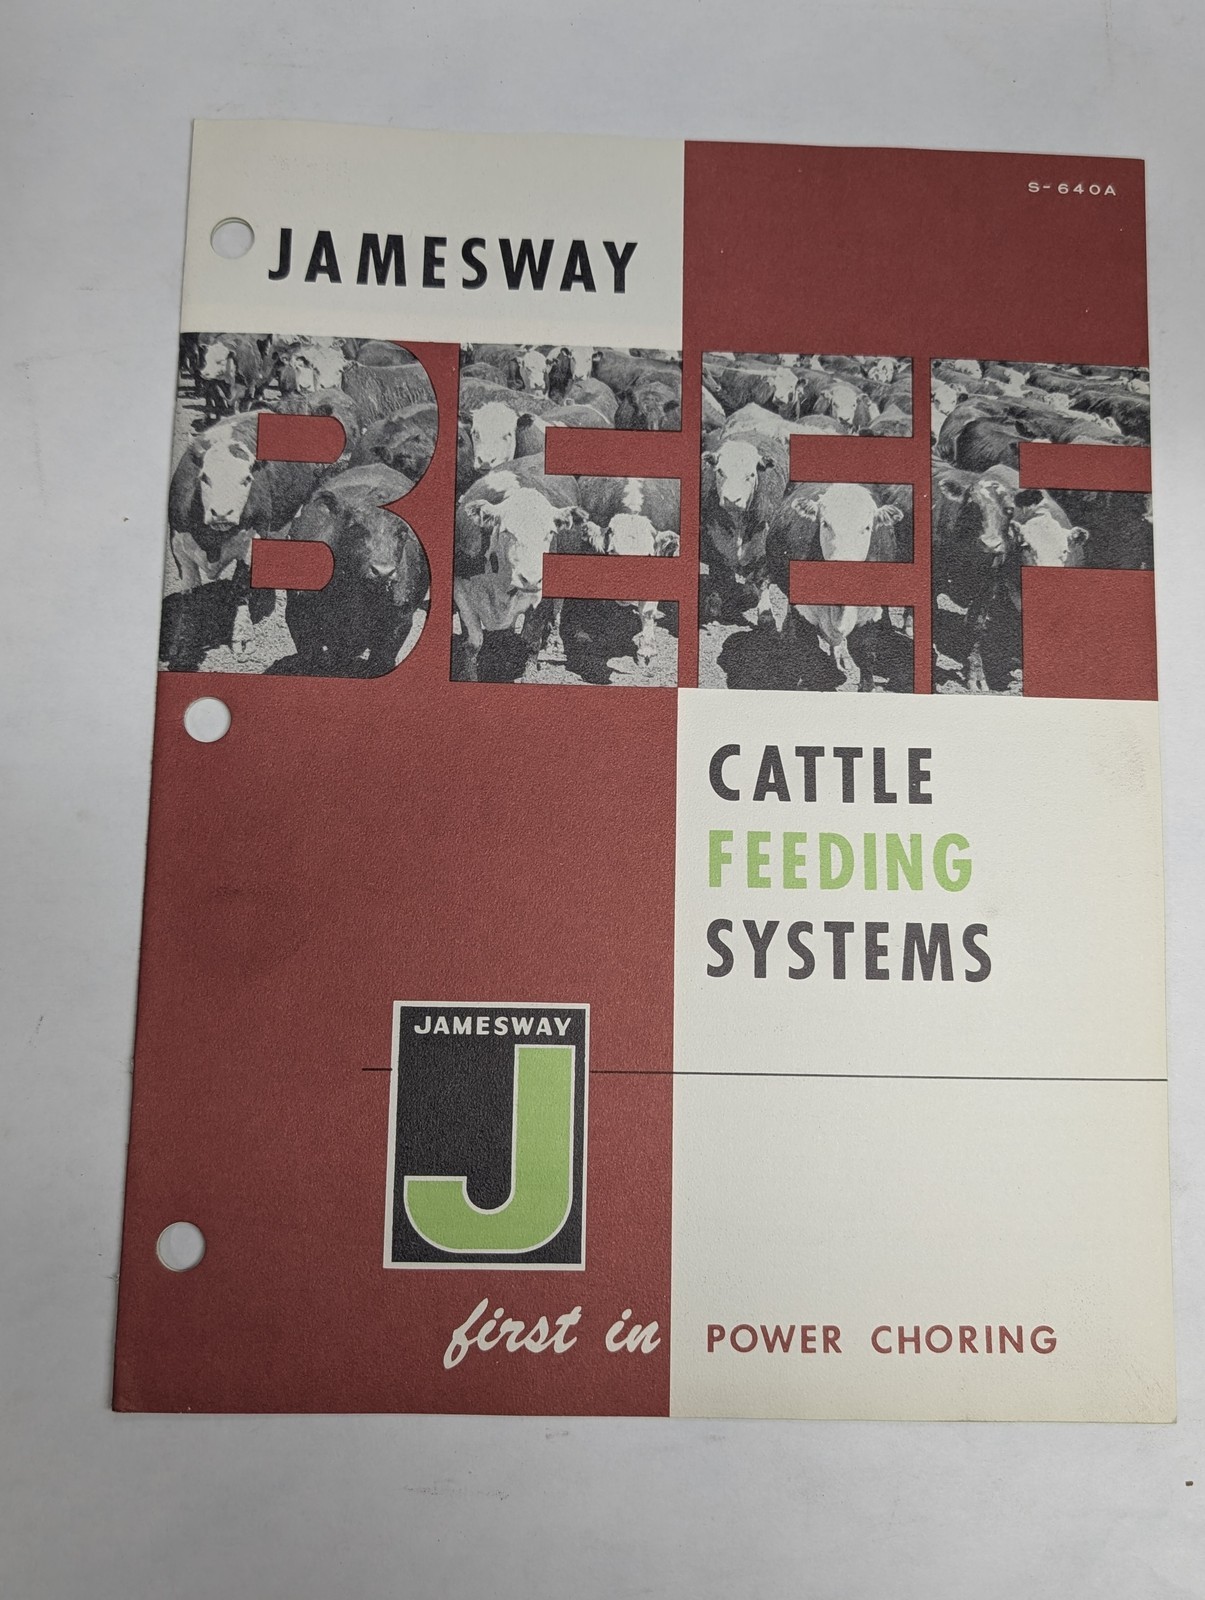 S-640A
JAMESWAY
BEEF
CATTLE
FEEDING
SYSTEMS
JAMESWAY
J
first in POWER CHORING